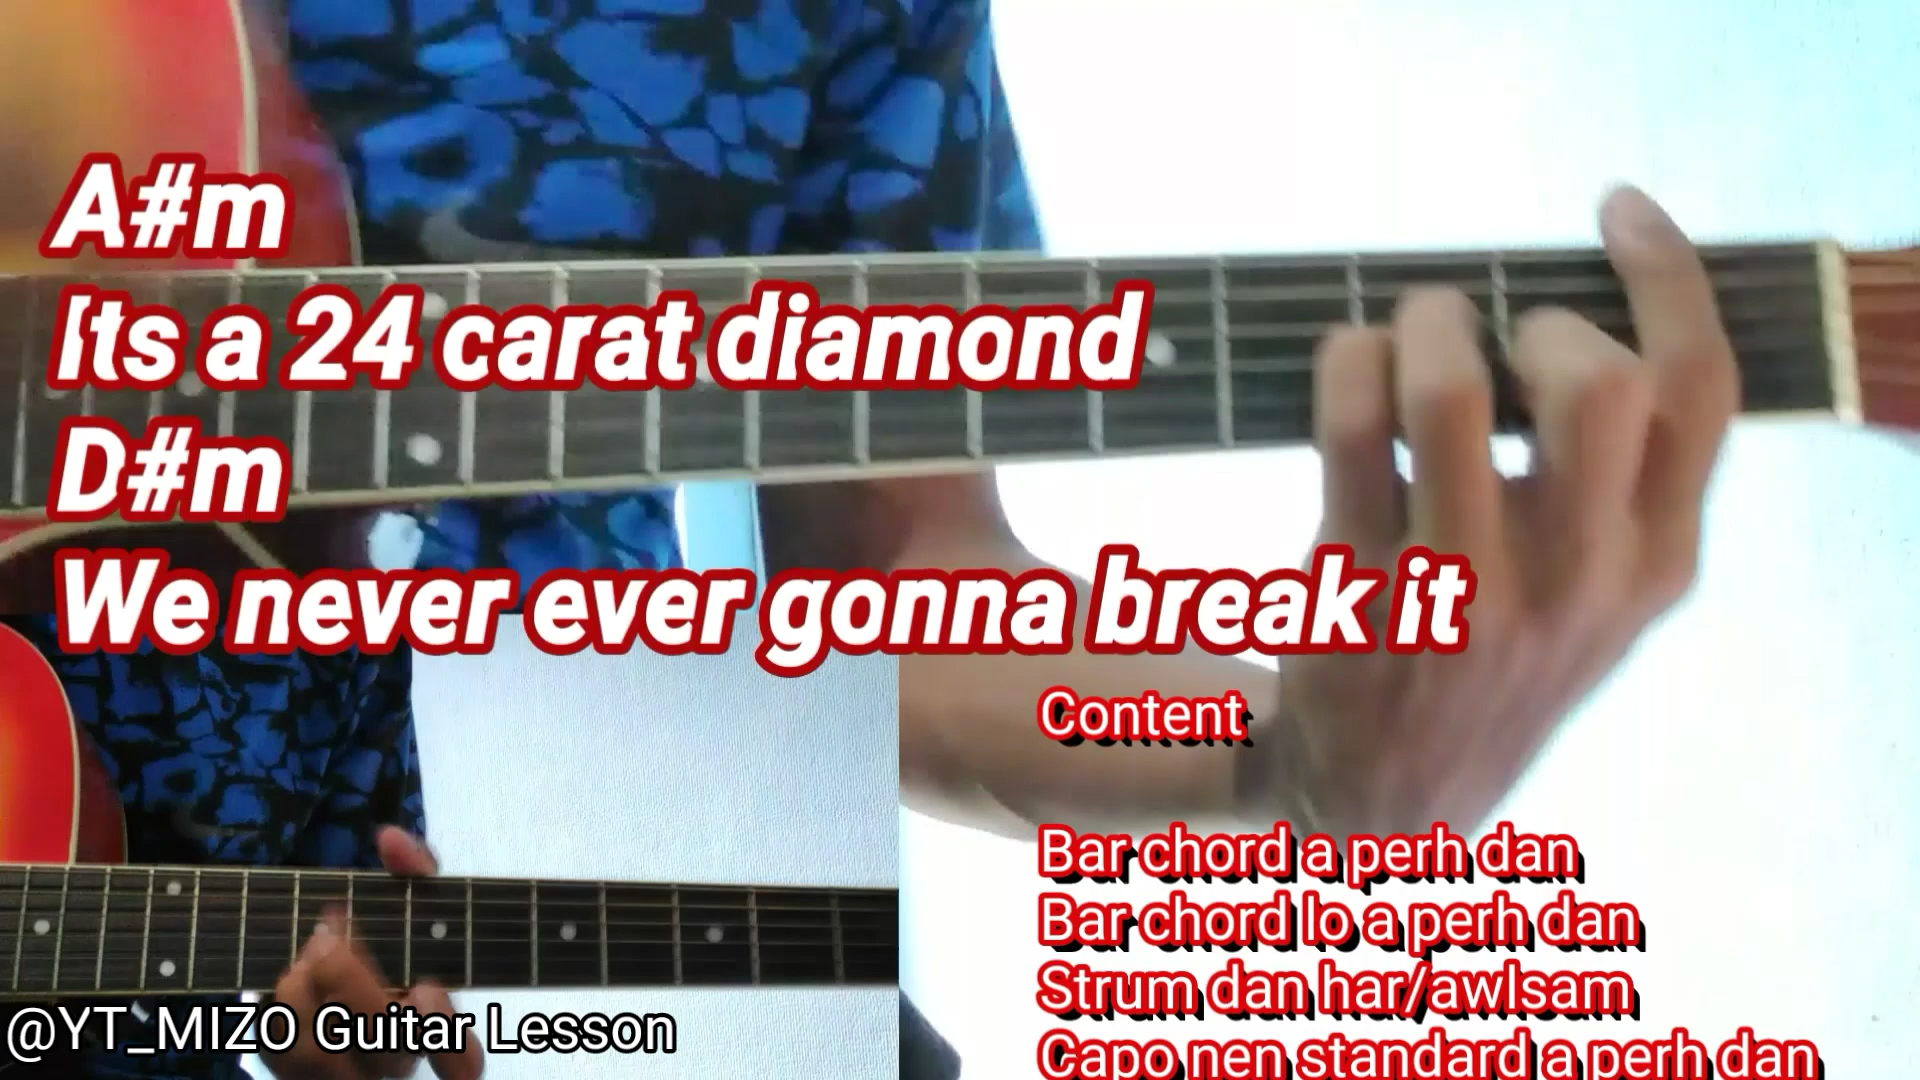 A#m
Its a 24 carat diamond
D#m
We never ever gonna break it
Content
Bar chord a perh dan
Bar chord lo a perh dan
Strum dan har/awlsam
Capo nen standard a perh dan
@YT_MIZO Guitar Lesson